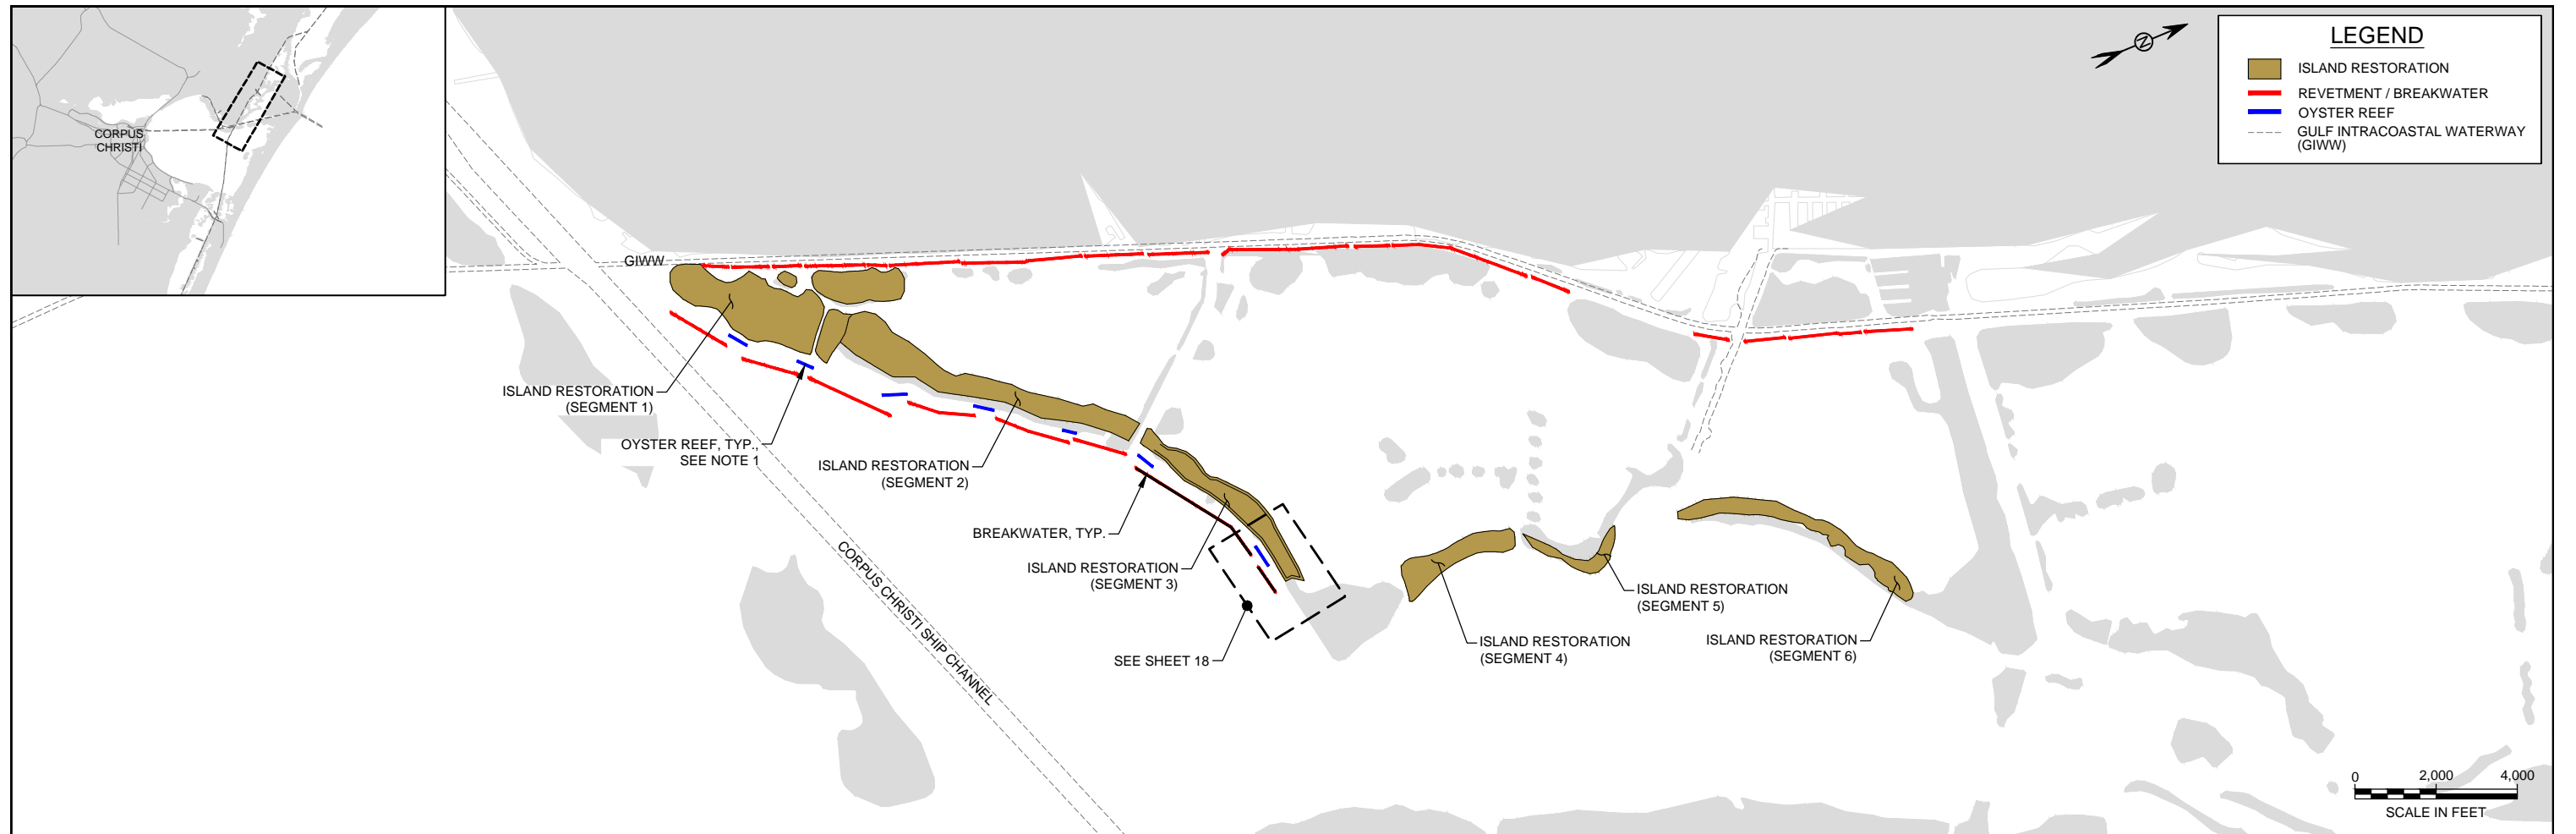 CORPUS
CHRISTI
N
LEGEND
ISLAND RESTORATION
REVETMENT / BREAKWATER
OYSTER REEF
GULF INTRACOASTAL WATERWAY
(GIWW)
GIWW
ISLAND RESTORATION
(SEGMENT 1)
OYSTER REEF, TYP.,
SEE NOTE 1
ISLAND RESTORATION
(SEGMENT 2)
BREAKWATER, TYP.
ISLAND RESTORATION
(SEGMENT 3)
SEE SHEET 18
CORPUS CHRISTI SHIP CHANNEL
ISLAND RESTORATION
(SEGMENT 4)
ISLAND RESTORATION
(SEGMENT 5)
ISLAND RESTORATION
(SEGMENT 6)
0 2,000 4,000
SCALE IN FEET